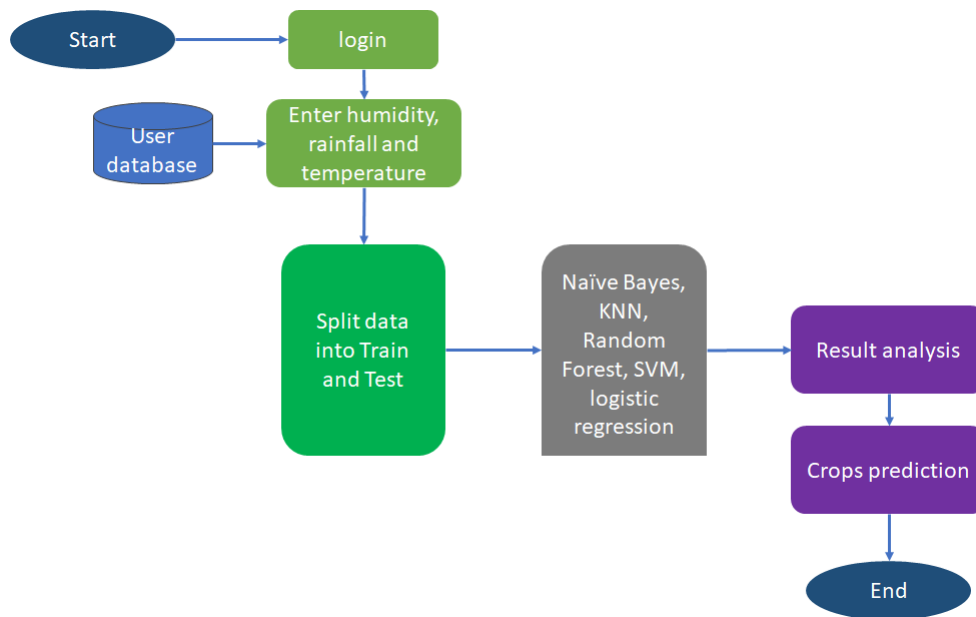 Start
login
Enter humidity,
rainfall and
temperature
User
database
Split data
into Train
and Test
Naïve Bayes,
KNN,
Random
Forest, SVM,
logistic
regression
Result analysis
Crops prediction
End